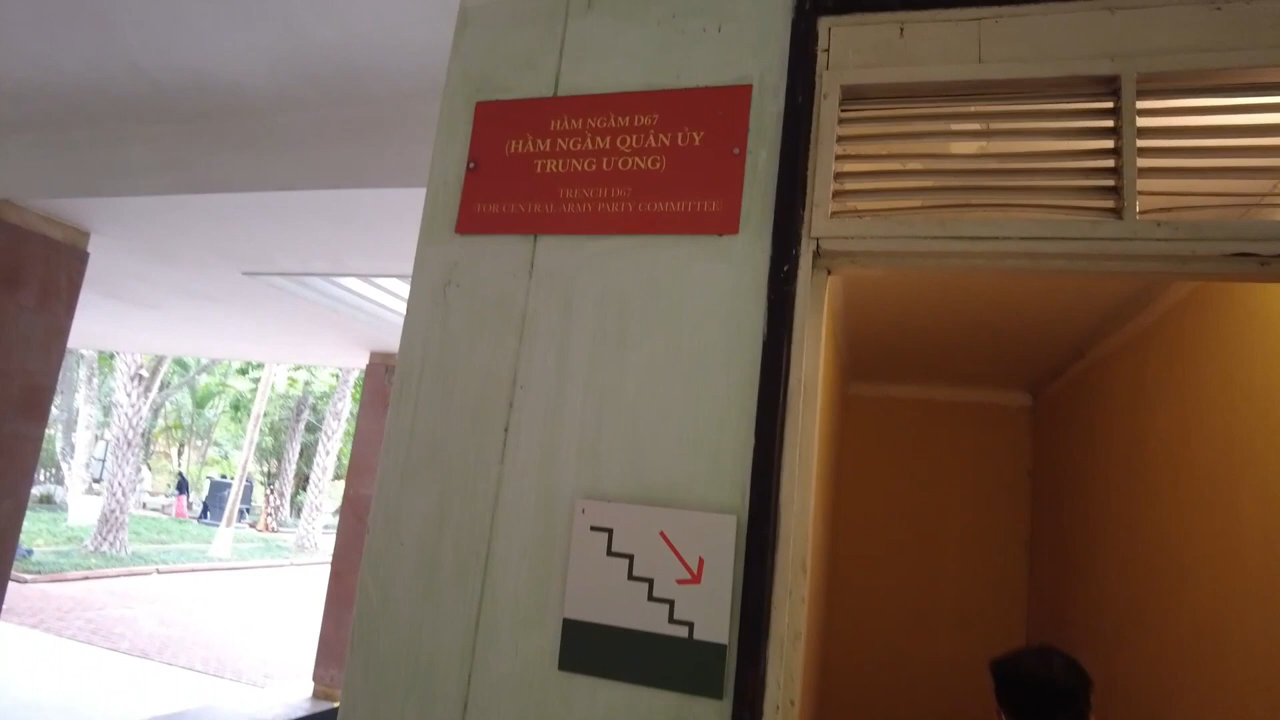 HẦM NGẦM D67
(HẦM NGẦM QUÂN ỦY
TRUNG ƯƠNG)
TRENCH D67
(FOR CENTRAL ARMY PARTY COMMITTEE)